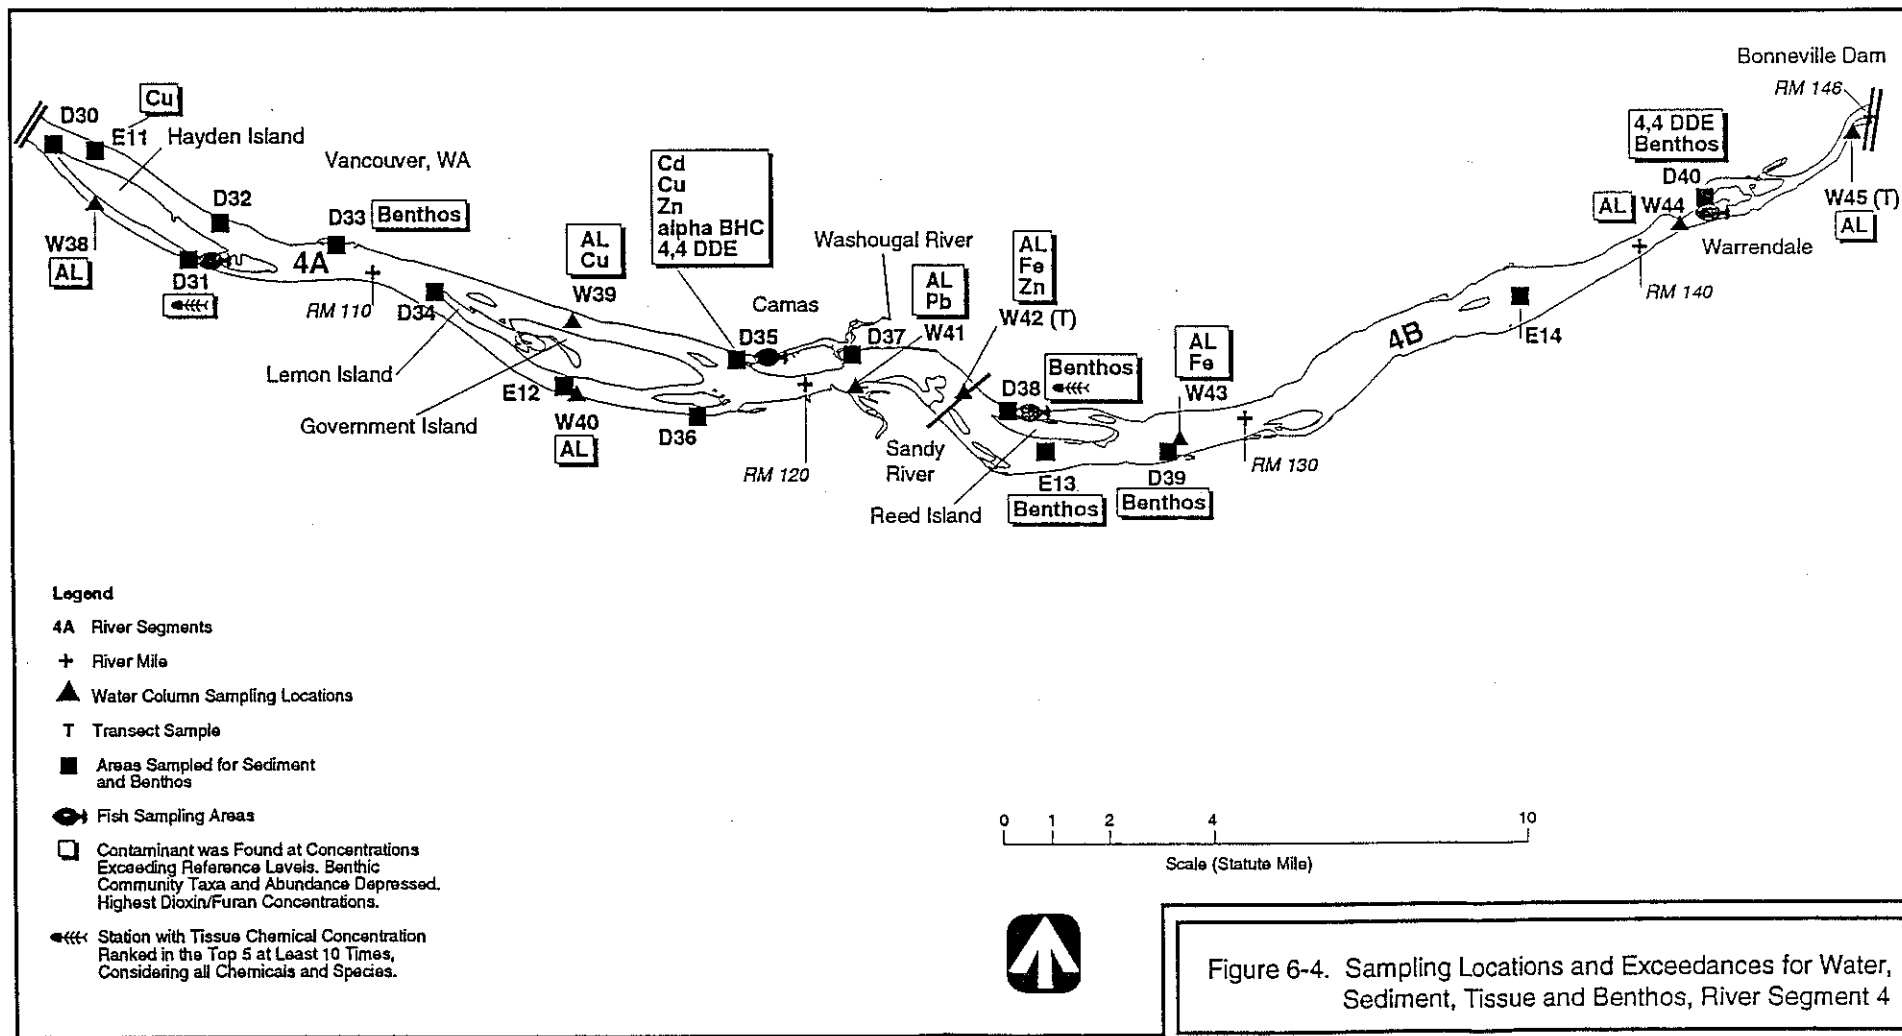 Bonneville Dam
RM 146
D30
Cu
E11
Hayden Island
Vancouver, WA
D32
D33
Benthos
W38
AL
D31
4A
RM 110
D34
AL
Cu
W39
Cd
Cu
Zn
alpha BHC
4,4 DDE
Washougal River
Camas
D35
D37
AL
Pb
W41
AL
Fe
Zn
W42 (T)
4,4 DDE
Benthos
D40
AL
W44
W45 (T)
AL
Warrendale
RM 140
E14
4B
Lemon Island
Government Island
E12
W40
AL
D36
RM 120
Sandy
River
Benthos
D38
AL
Fe
W43
RM 130
Reed Island
E13
Benthos
D39
Benthos
Legend
4A River Segments
River Mile
Water Column Sampling Locations
T Transect Sample
Areas Sampled for Sediment
and Benthos
Fish Sampling Areas
Contaminant was Found at Concentrations
Exceeding Reference Levels. Benthic
Community Taxa and Abundance Depressed.
Highest Dioxin/Furan Concentrations.
Station with Tissue Chemical Concentration
Ranked in the Top 5 at Least 10 Times,
Considering all Chemicals and Species.
0 1 2 4 10
Scale (Statute Mile)
Figure 6-4. Sampling Locations and Exceedances for Water,
Sediment, Tissue and Benthos, River Segment 4